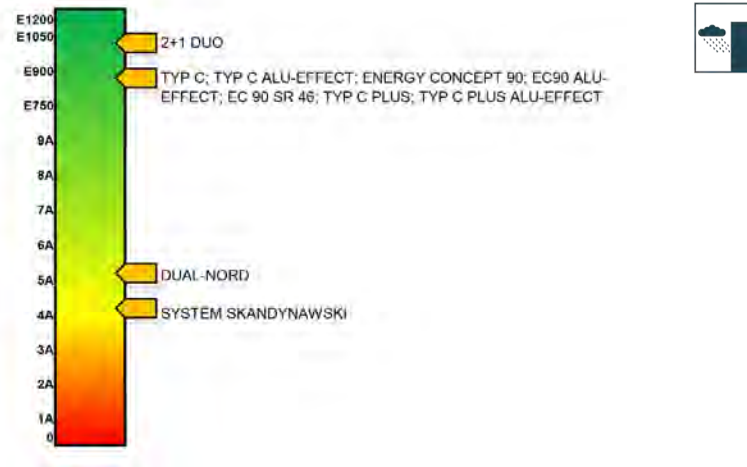 E1200
E1050
2+1 DUO
E900
TYP C; TYP C ALU-EFFECT; ENERGY CONCEPT 90; EC90 ALU-
EFFECT; EC 90 SR 46; TYP C PLUS; TYP C PLUS ALU-EFFECT
E750
9A
8A
7A
6A
5A
DUAL-NORD
4A
SYSTEM SKANDYNAWSKI
3A
2A
1A
0